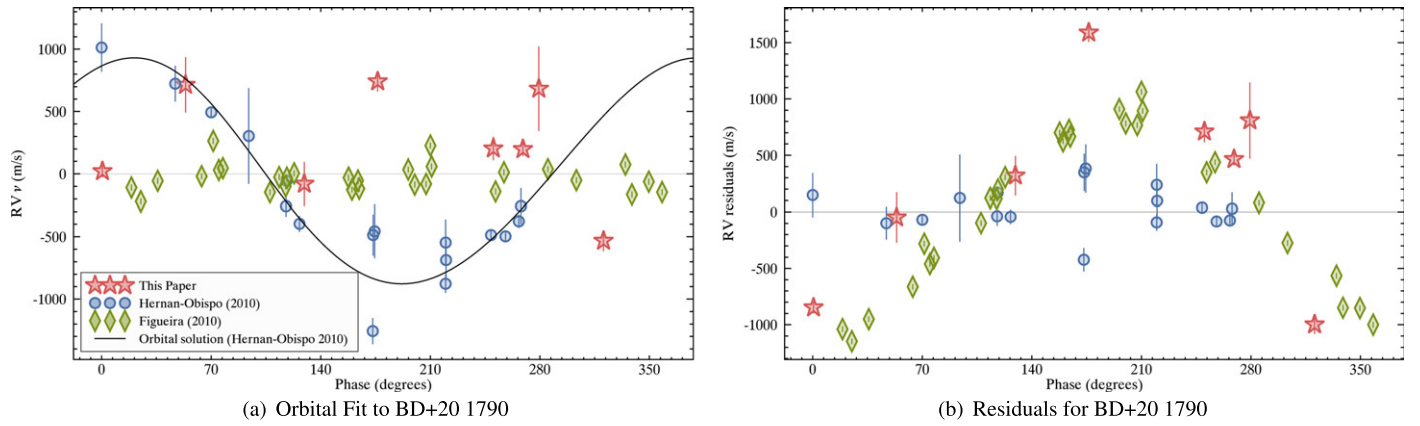 1000
500
0
-500
-1000
RV ν (m/s)
This Paper
Hernan-Obispo (2010)
Figueira (2010)
Orbital solution (Hernan-Obispo 2010)
0 70 140 210 280 350
Phase (degrees)
(a) Orbital Fit to BD+20 1790
1500
1000
500
0
-500
-1000
RV residuals (m/s)
0 70 140 210 280 350
Phase (degrees)
(b) Residuals for BD+20 1790